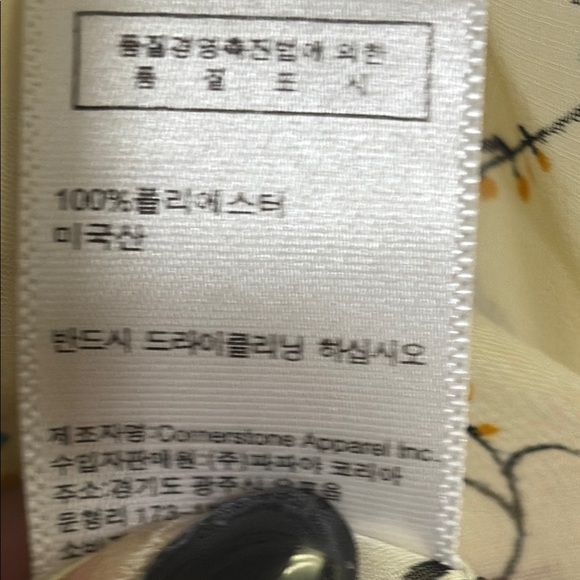 품질경영촉진법에 의한
품 질 표 시
100%폴리에스터
미국산
반드시 드라이클리닝 하십시오
제조자명:Cornerstone Apparel Inc.
수입자판매원:(주)파파야 코리아
주소:경기도 광주시
문형리